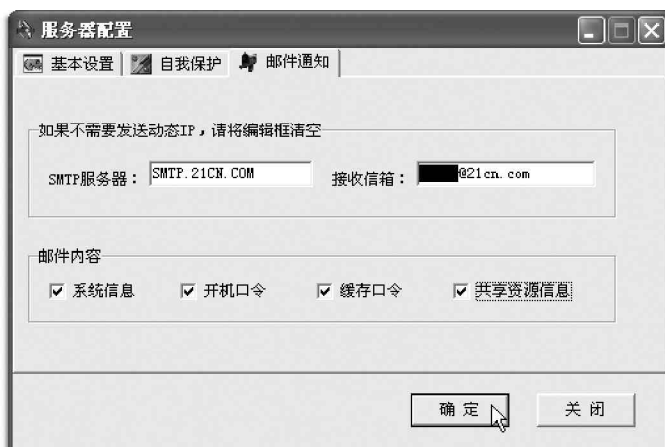 服务器配置
基本设置 自我保护 邮件通知
如果不需要发送动态IP，请将编辑框清空
SMTP服务器： SMTP.21CN.COM 接收信箱： @21cn.com
邮件内容
系统信息 开机口令 缓存口令 共享资源信息
确定 关闭